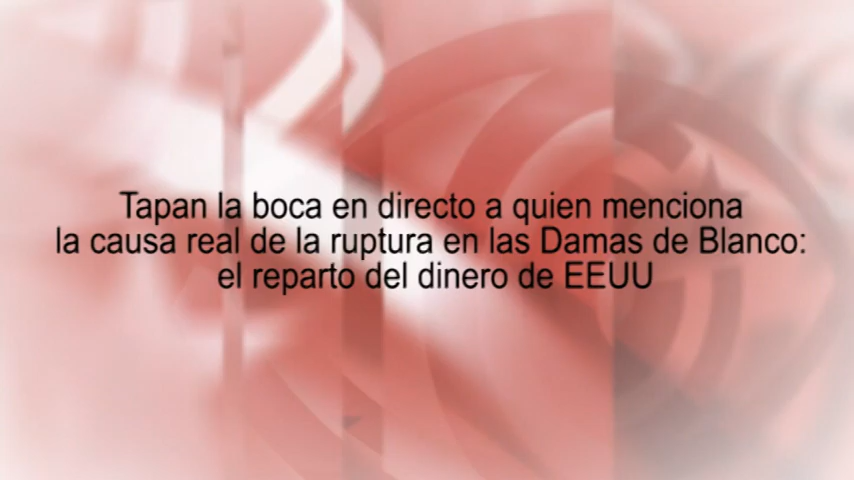 Tapan la boca en directo a quien menciona
la causa real de la ruptura en las Damas de Blanco:
el reparto del dinero de EEUU